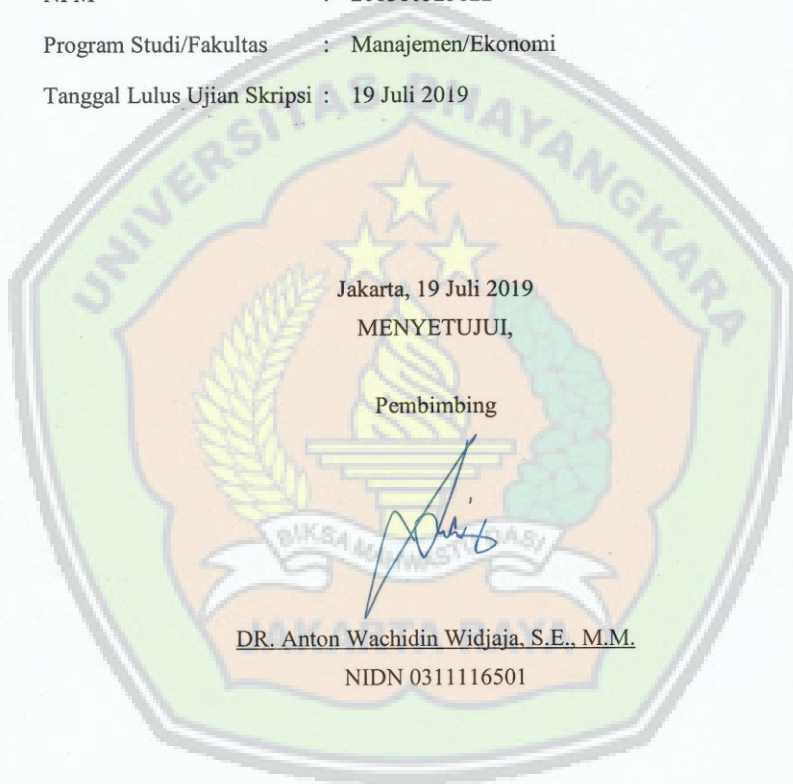 Program Studi/Fakultas : Manajemen/Ekonomi
Tanggal Lulus Ujian Skripsi : 19 Juli 2019
UNIVERSITAS BHAYANGKARA
Jakarta, 19 Juli 2019
MENYETUJUI,
Pembimbing
JAKARTA RAYA
DR. Anton Wachidin Widjaja, S.E., M.M.
NIDN 0311116501